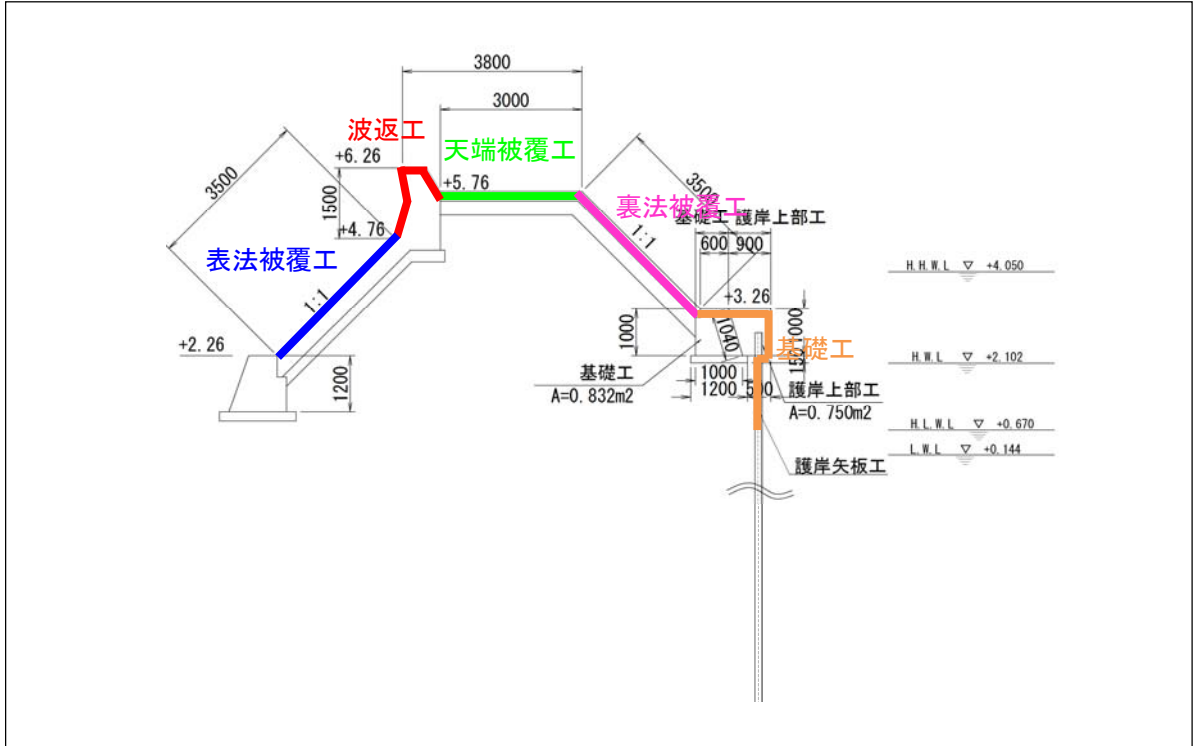 3800
3000
波返工
+6.26
天端被覆工
+5.76
3500
1500
+4.76
3500
裏法被覆工
基礎工
護岸上部工
600
900
表法被覆工
1:1
1:1
H.H.W.L ▽ +4.050
+3.26
+2.26
1000
1040
1000
150
基礎工
H.W.L ▽ +2.102
1200
基礎工
A=0.832m2
1000
1200
500
護岸上部工
A=0.750m2
H.L.W.L ▽ +0.670
L.W.L ▽ +0.144
護岸矢板工